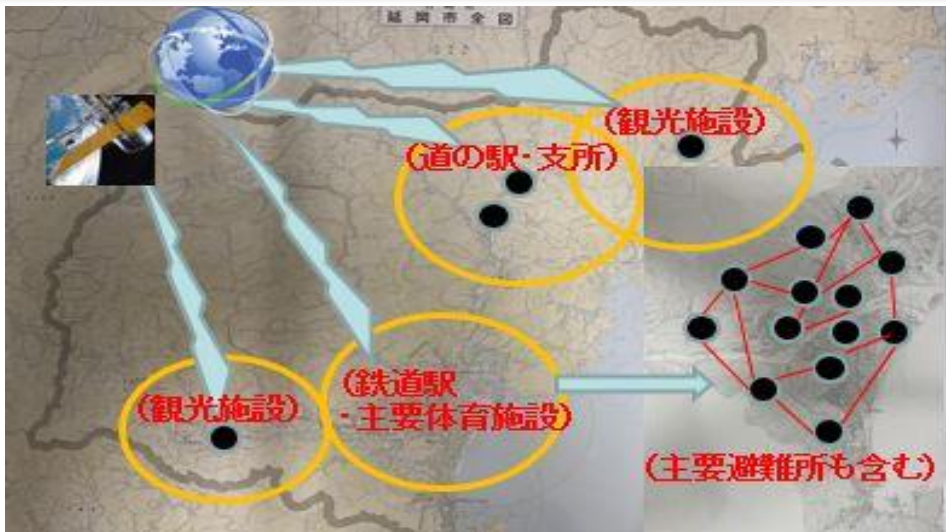 延岡市全図
(観光施設)
(道の駅・支所)
(鉄道駅
・主要体育施設)
(観光施設)
(主要避難所も含む)